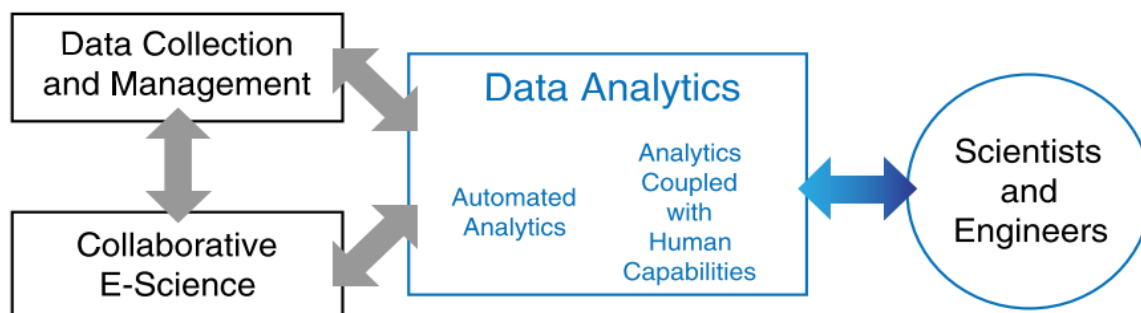 Data Collection
and Management
Collaborative
E-Science
Data Analytics
Automated
Analytics
Analytics
Coupled
with
Human
Capabilities
Scientists
and
Engineers